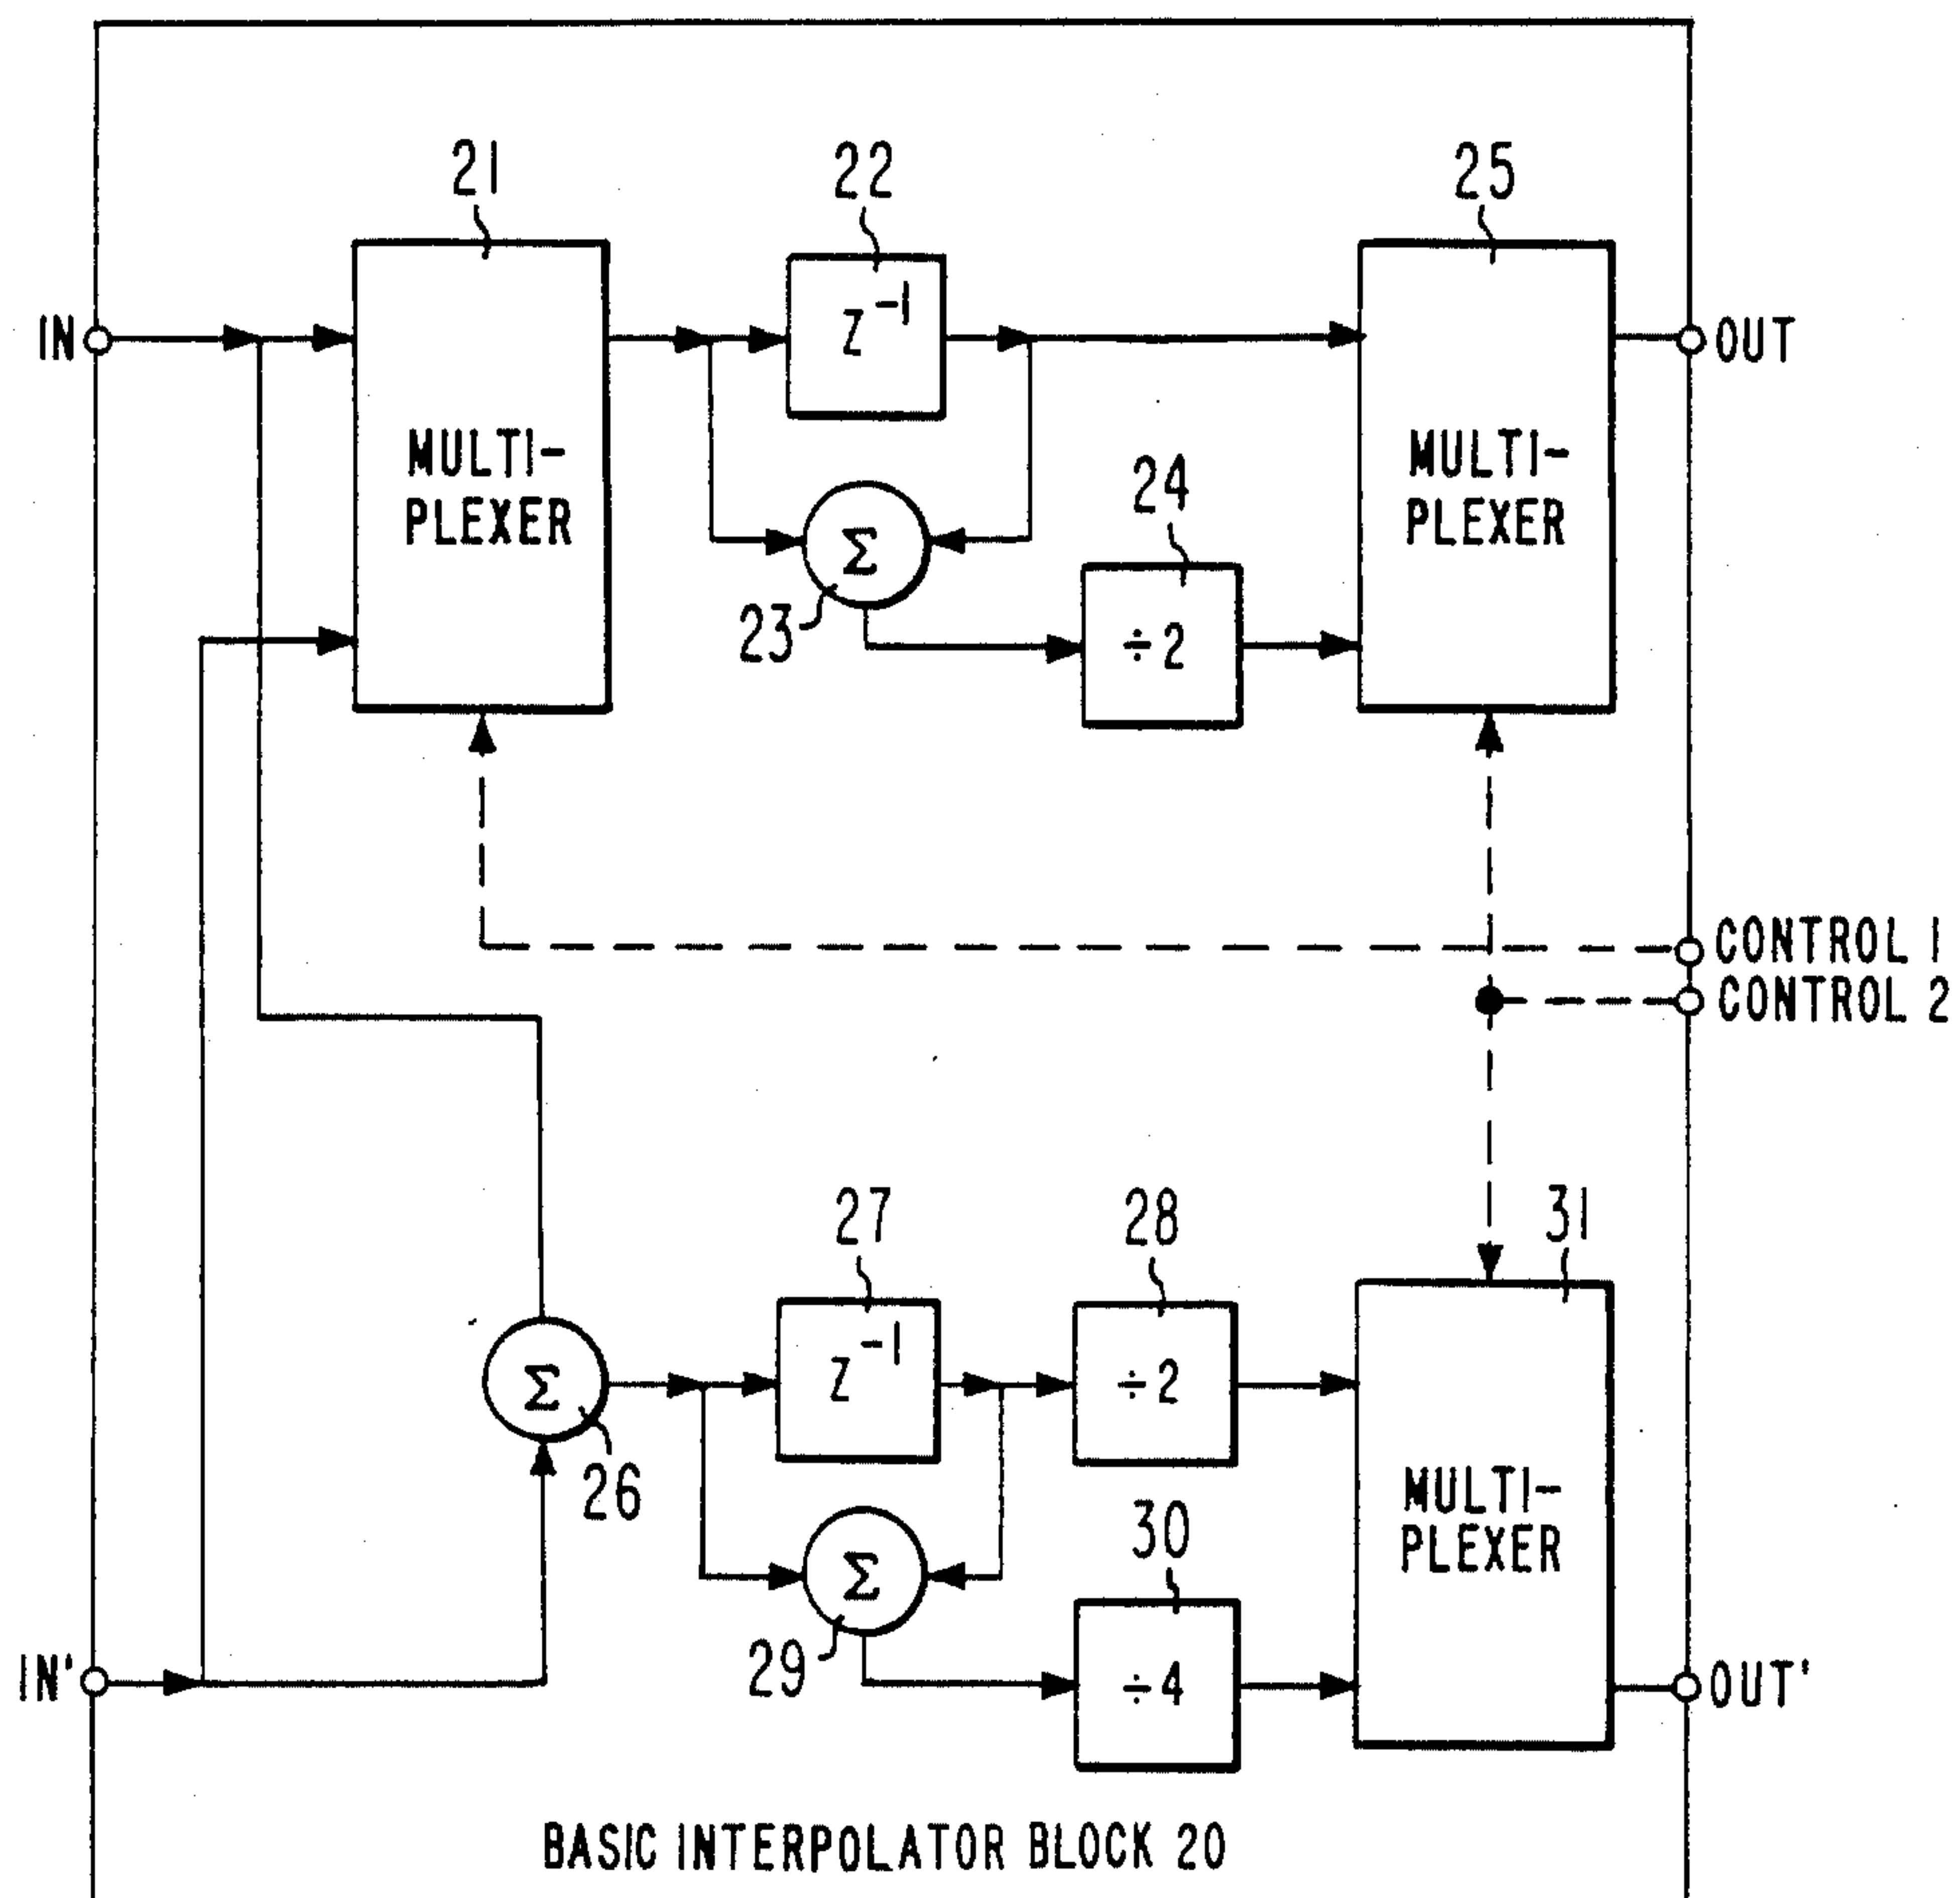 21
22
25
Z⁻¹
IN
OUT
MULTI-
PLEXER
MULTI-
PLEXER
24
Σ
23
÷2
CONTROL 1
CONTROL 2
27
28
31
Z⁻¹
÷2
Σ
26
MULTI-
PLEXER
30
Σ
29
÷4
IN'
OUT'
BASIC INTERPOLATOR BLOCK 20